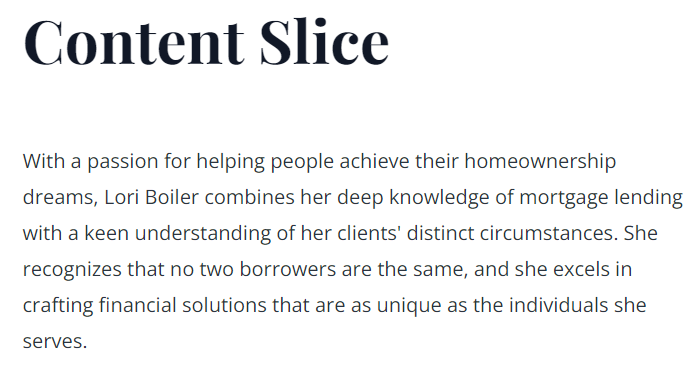 Content Slice
With a passion for helping people achieve their homeownership
dreams, Lori Boiler combines her deep knowledge of mortgage lending
with a keen understanding of her clients' distinct circumstances. She
recognizes that no two borrowers are the same, and she excels in
crafting financial solutions that are as unique as the individuals she
serves.